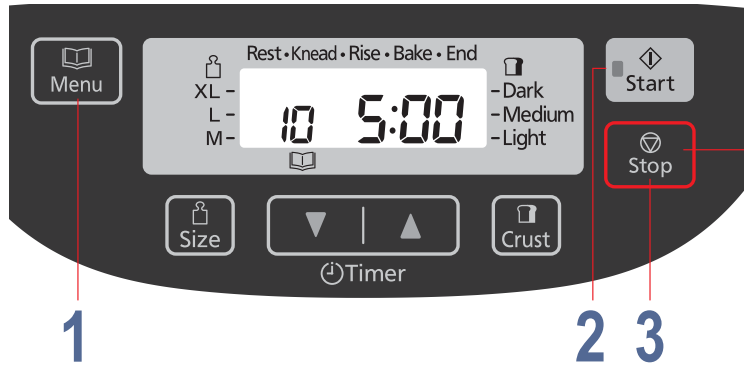 Menu
Rest • Knead • Rise • Bake • End
XL -
L -
M -
10 5:00
- Dark
- Medium
- Light
Start
Stop
Size
Crust
Timer
1 2 3